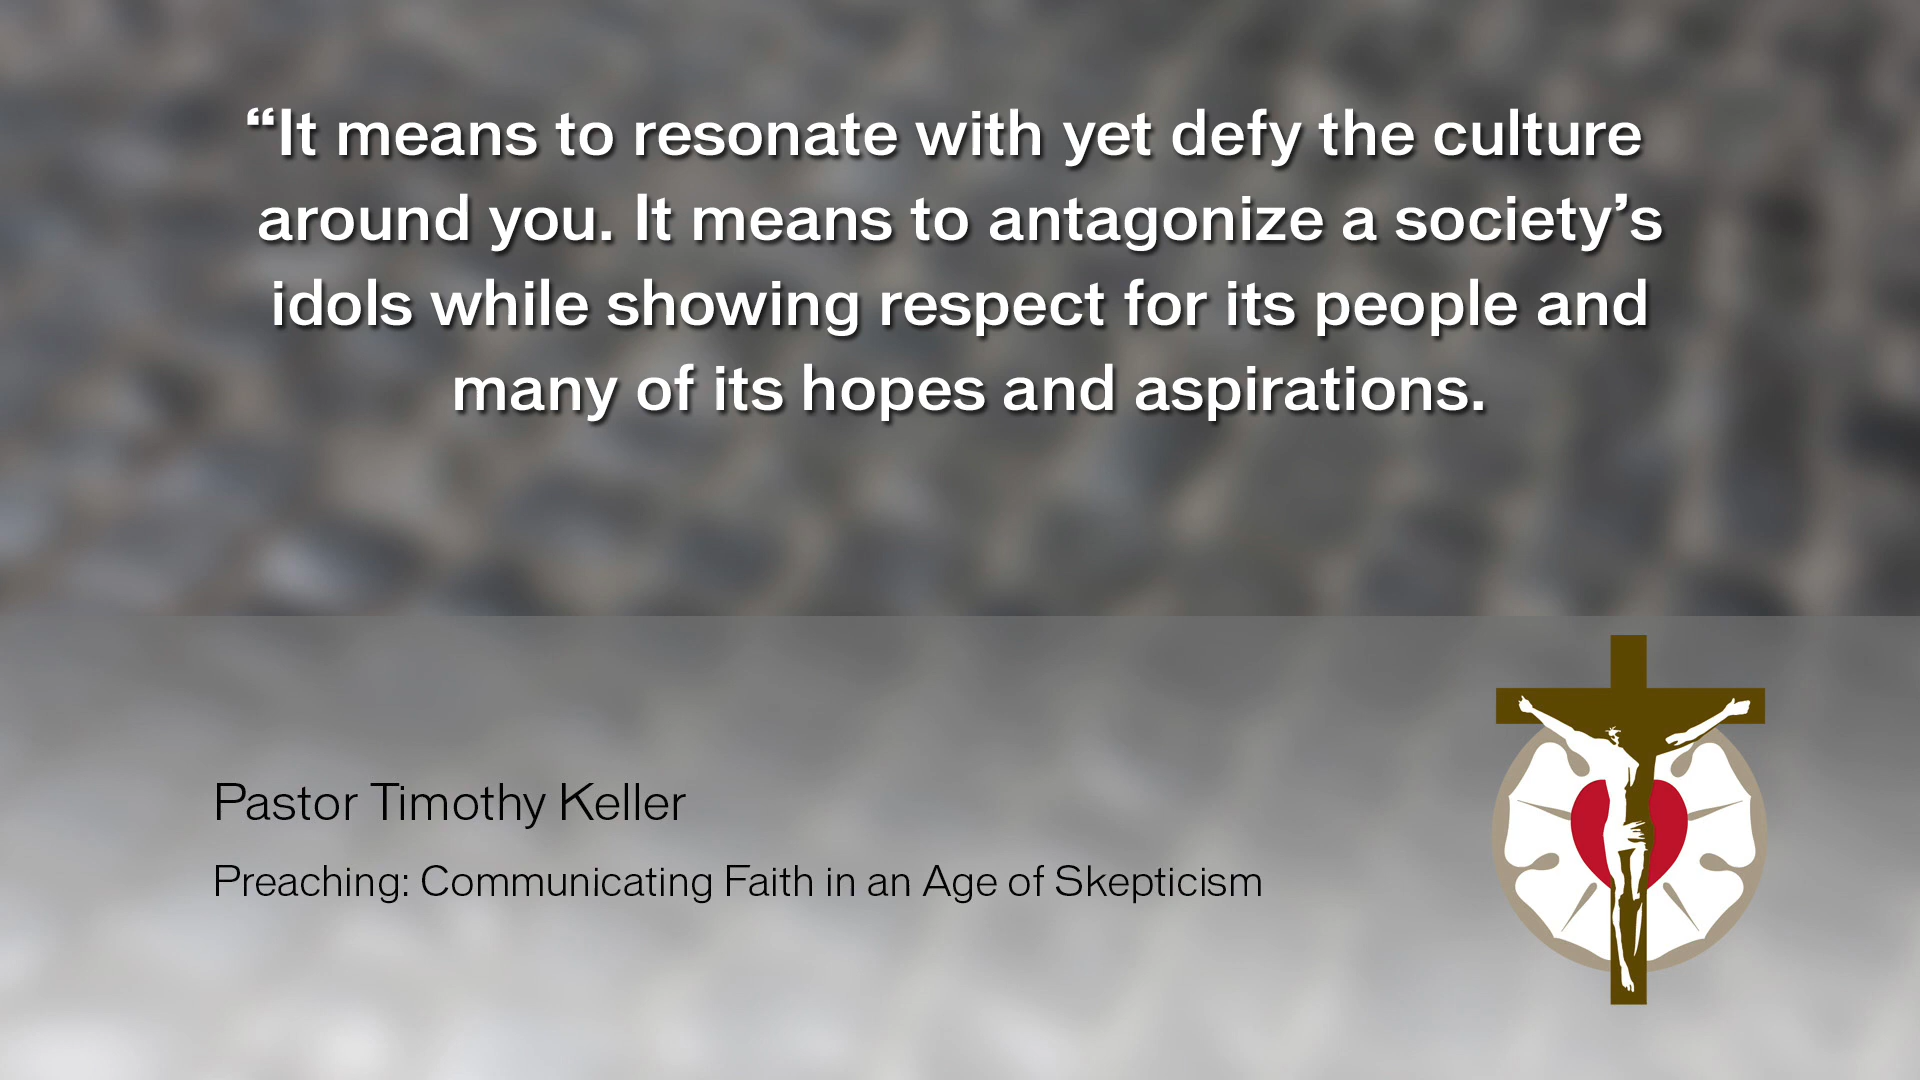 “It means to resonate with yet defy the culture
around you. It means to antagonize a society’s
idols while showing respect for its people and
many of its hopes and aspirations.
Pastor Timothy Keller
Preaching: Communicating Faith in an Age of Skepticism